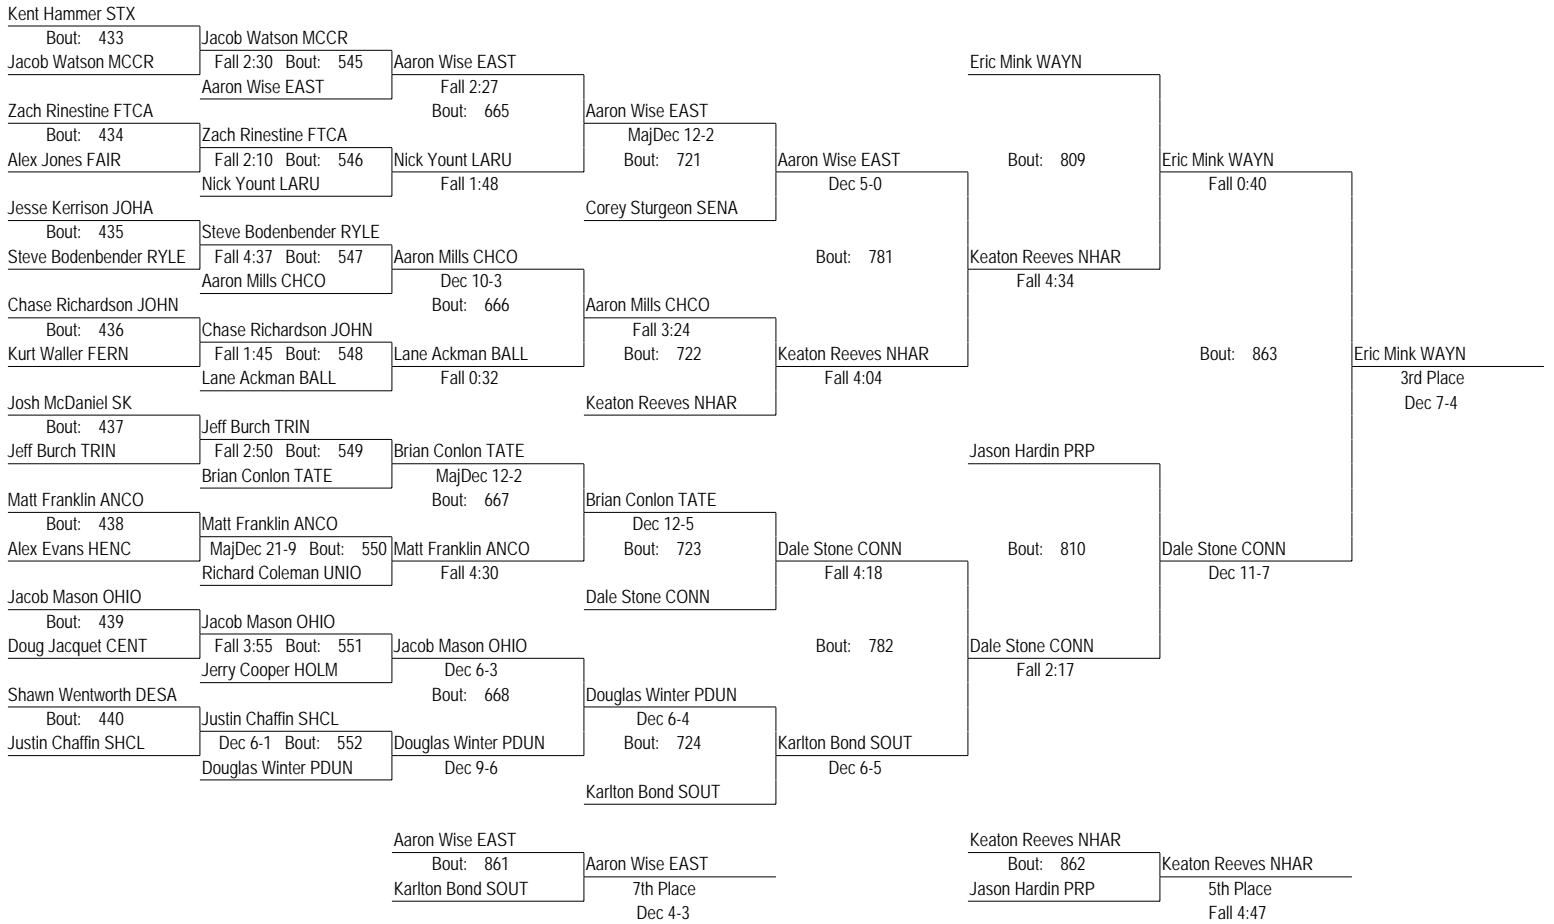 Kent Hammer STX
Bout: 433
Jacob Watson MCCR
Jacob Watson MCCR
Fall 2:30 Bout: 545
Aaron Wise EAST
Aaron Wise EAST
Fall 2:27
Bout: 665
Zach Rinestine FTCA
Bout: 434
Alex Jones FAIR
Zach Rinestine FTCA
Fall 2:10 Bout: 546
Nick Yount LARU
Nick Yount LARU
Fall 1:48
Aaron Wise EAST
MajDec 12-2
Bout: 721
Corey Sturgeon SENA
Aaron Wise EAST
Dec 5-0
Jesse Kerrison JOHA
Bout: 435
Steve Bodenbender RYLE
Steve Bodenbender RYLE
Fall 4:37 Bout: 547
Aaron Mills CHCO
Aaron Mills CHCO
Dec 10-3
Bout: 666
Chase Richardson JOHN
Bout: 436
Kurt Waller FERN
Chase Richardson JOHN
Fall 1:45 Bout: 548
Lane Ackman BALL
Lane Ackman BALL
Fall 0:32
Aaron Mills CHCO
Fall 3:24
Bout: 722
Keaton Reeves NHAR
Keaton Reeves NHAR
Fall 4:04
Bout: 781
Eric Mink WAYN
Bout: 809
Keaton Reeves NHAR
Fall 4:34
Eric Mink WAYN
Fall 0:40
Josh McDaniel SK
Bout: 437
Jeff Burch TRIN
Jeff Burch TRIN
Fall 2:50 Bout: 549
Brian Conlon TATE
Brian Conlon TATE
MajDec 12-2
Bout: 667
Matt Franklin ANCO
Bout: 438
Alex Evans HENC
Matt Franklin ANCO
MajDec 21-9 Bout: 550
Richard Coleman UNIO
Matt Franklin ANCO
Fall 4:30
Brian Conlon TATE
Dec 12-5
Bout: 723
Dale Stone CONN
Dale Stone CONN
Fall 4:18
Jacob Mason OHIO
Bout: 439
Doug Jacquet CENT
Jacob Mason OHIO
Fall 3:55 Bout: 551
Jerry Cooper HOLM
Jacob Mason OHIO
Dec 6-3
Bout: 668
Shawn Wentworth DESA
Bout: 440
Justin Chaffin SHCL
Justin Chaffin SHCL
Dec 6-1 Bout: 552
Douglas Winter PDUN
Douglas Winter PDUN
Dec 9-6
Douglas Winter PDUN
Dec 6-4
Bout: 724
Karlton Bond SOUT
Karlton Bond SOUT
Dec 6-5
Bout: 782
Jason Hardin PRP
Bout: 810
Dale Stone CONN
Fall 2:17
Dale Stone CONN
Dec 11-7
Bout: 863
Eric Mink WAYN
3rd Place
Dec 7-4
Aaron Wise EAST
Bout: 861
Karlton Bond SOUT
Aaron Wise EAST
7th Place
Dec 4-3
Keaton Reeves NHAR
Bout: 862
Jason Hardin PRP
Keaton Reeves NHAR
5th Place
Fall 4:47